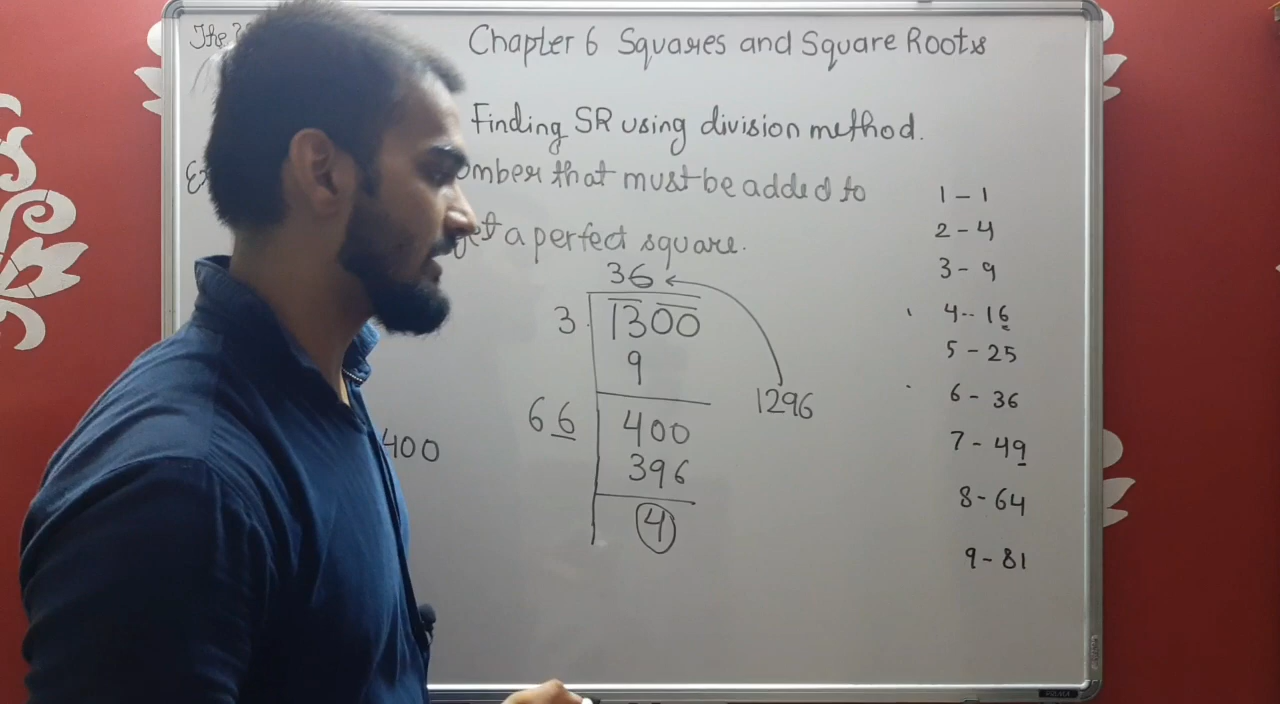 The
Chapter 6 Squares and Square Roots
Finding SR using division method.
that must be added to
a perfect square.
36
3 1300
9
66 400
396
4
1296
400
1 - 1
2 - 4
3 - 9
4 - 16
5 - 25
6 - 36
7 - 49
8 - 64
9 - 81